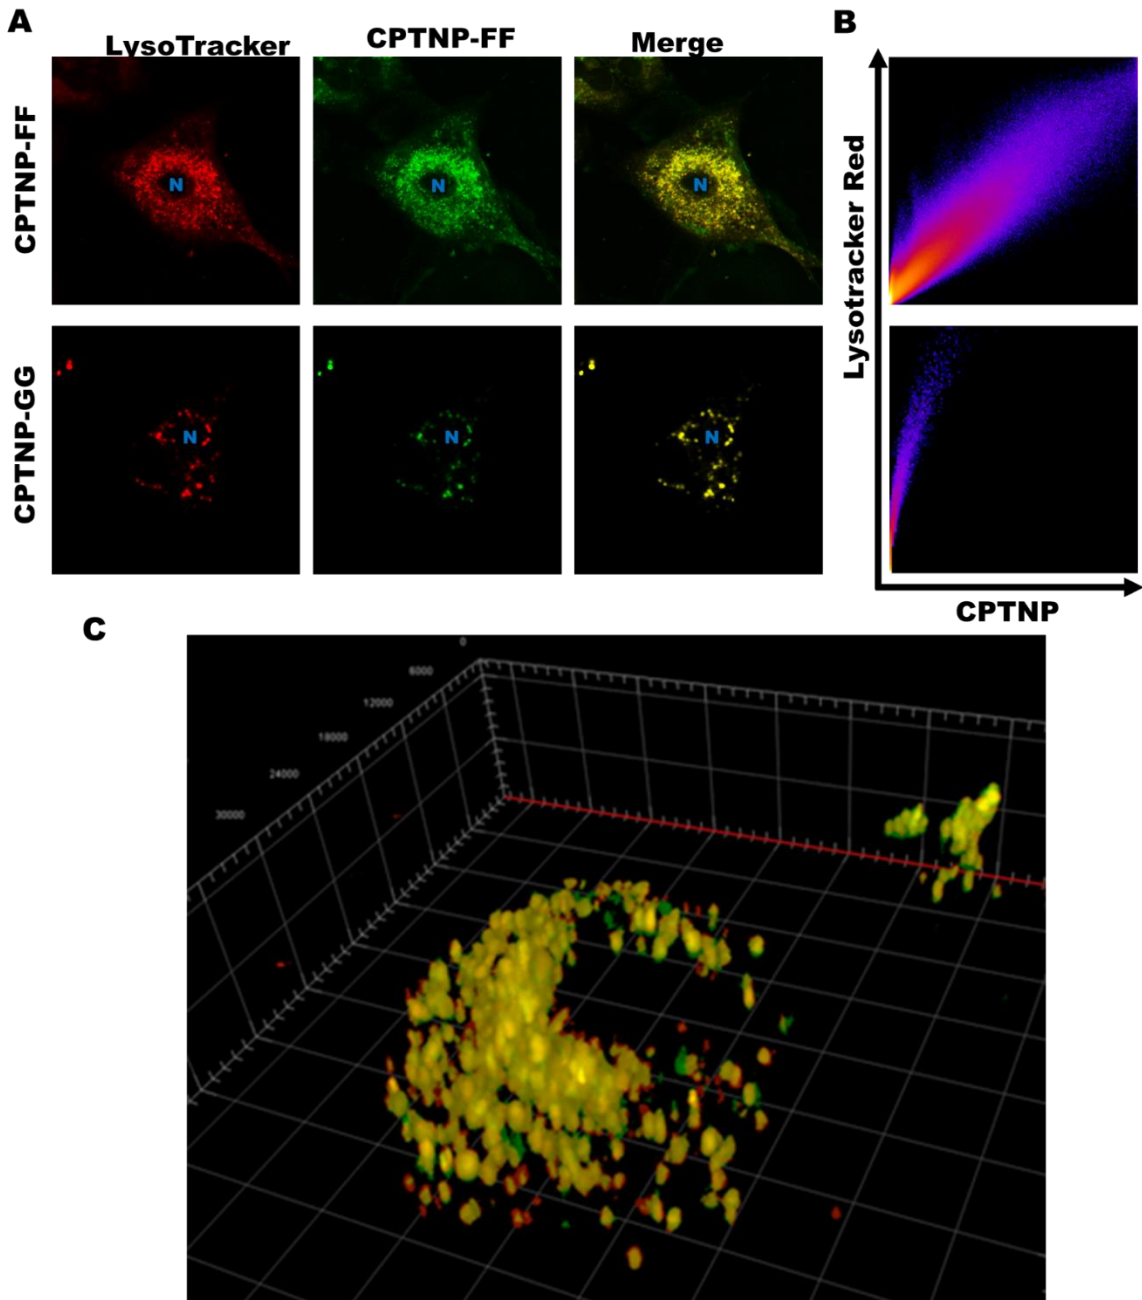 A
B
LysoTracker
CPTNP-FF
Merge
CPTNP-FF
N
N
N
Lysotracker Red
CPTNP-GG
N
N
N
CPTNP
C
0
6000
12000
18000
24000
30000